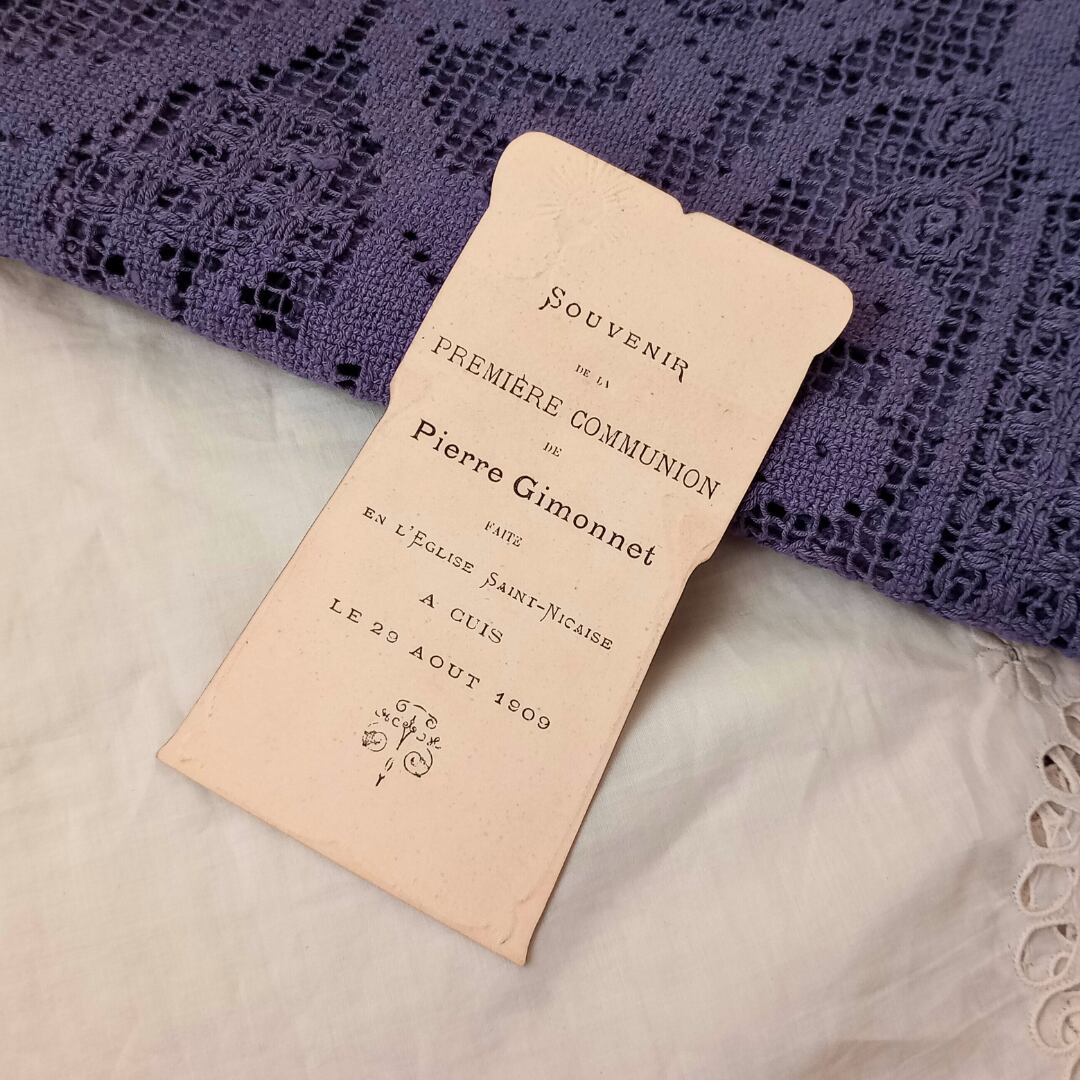 SOUVENIR
DE LA
PREMIÈRE COMMUNION
DE
Pierre Gimonnet
FAITE
EN L'EGLISE SAINT-NICAISE
A CUIS
LE 29 AOUT 1909